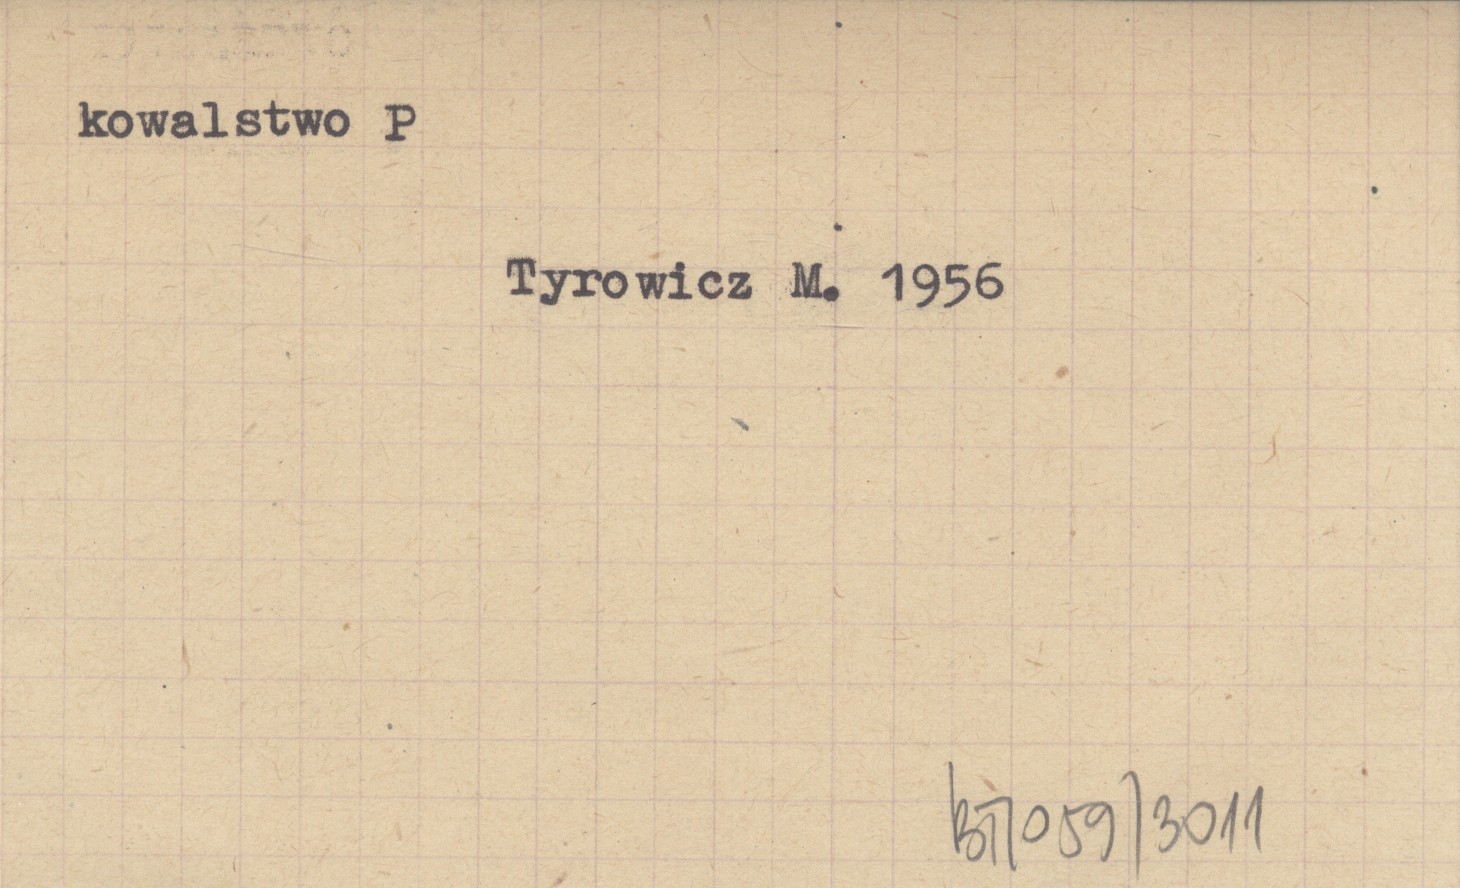 kowalstwo P
Tyrowicz M. 1956
BT/059/3011